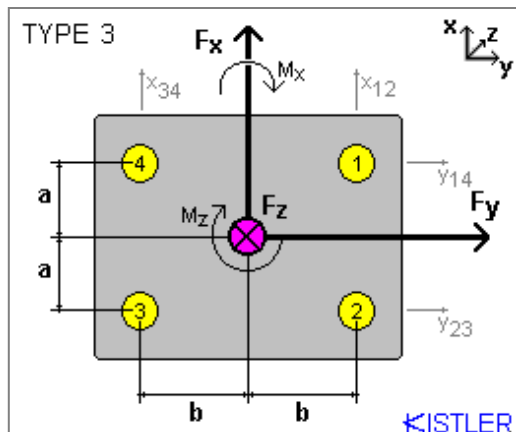 TYPE 3
Fx
Mx
x
z
y
x34
x12
4
1
y14
a
Mz
Fz
Fy
a
3
2
y23
b
b
KISTLER